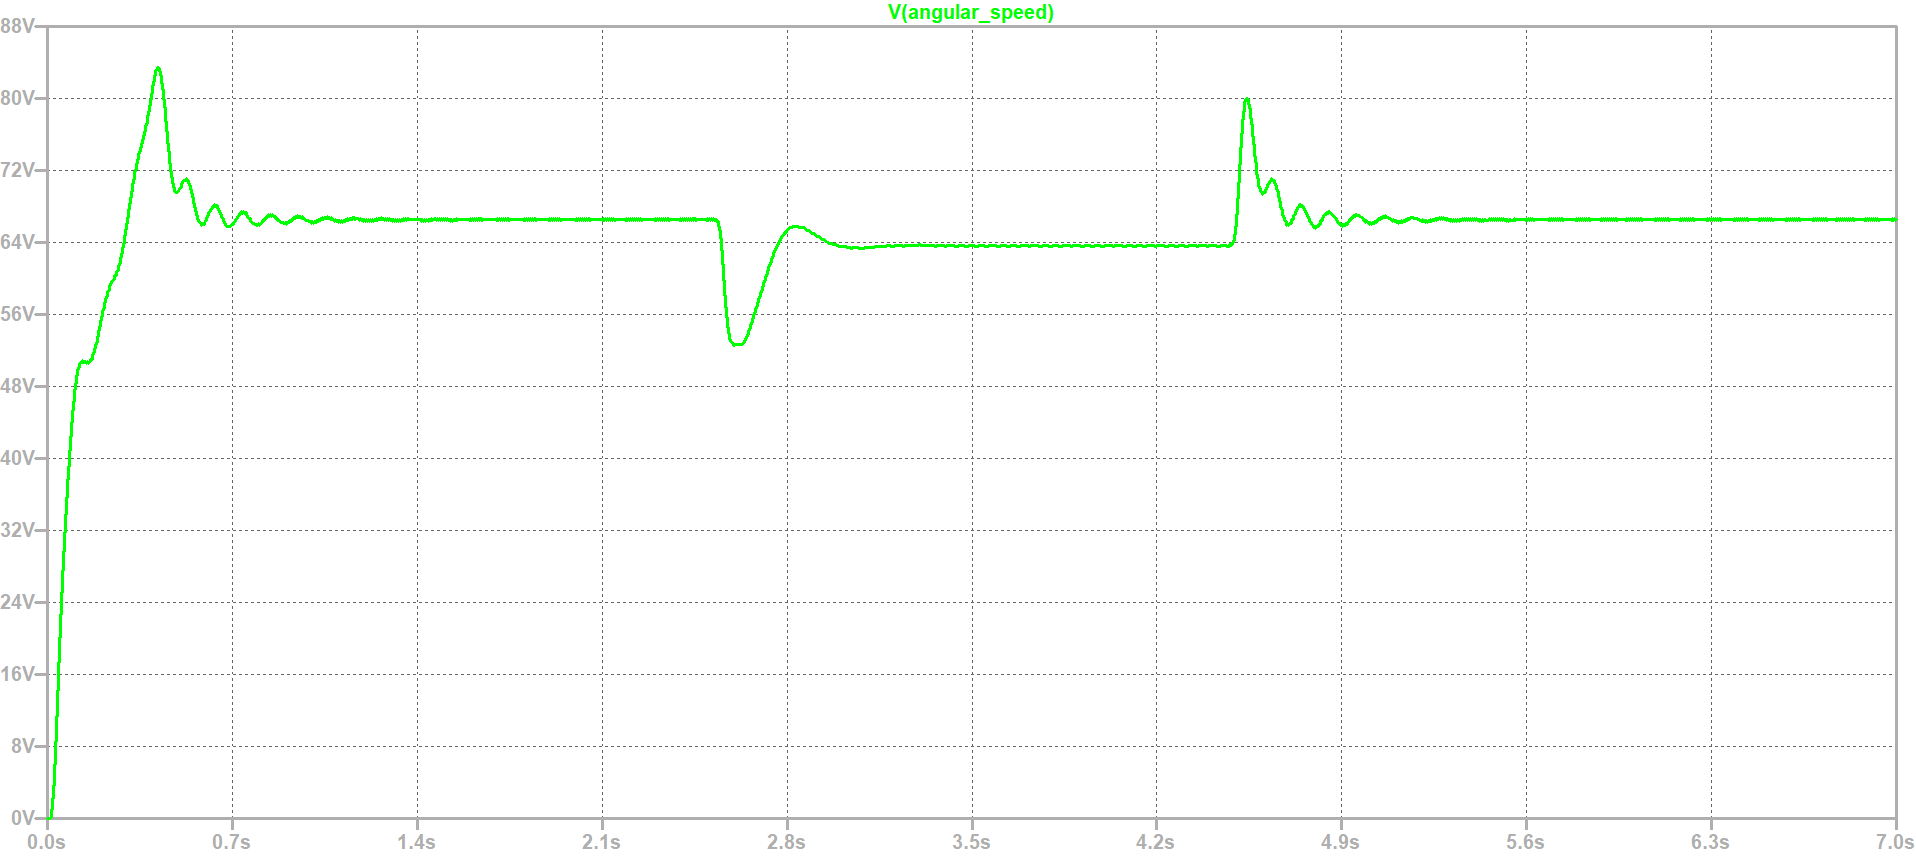 V(angular_speed)
88V
80V
72V
64V
56V
48V
40V
32V
24V
16V
8V
0V
0.0s 0.7s 1.4s 2.1s 2.8s 3.5s 4.2s 4.9s 5.6s 6.3s 7.0s